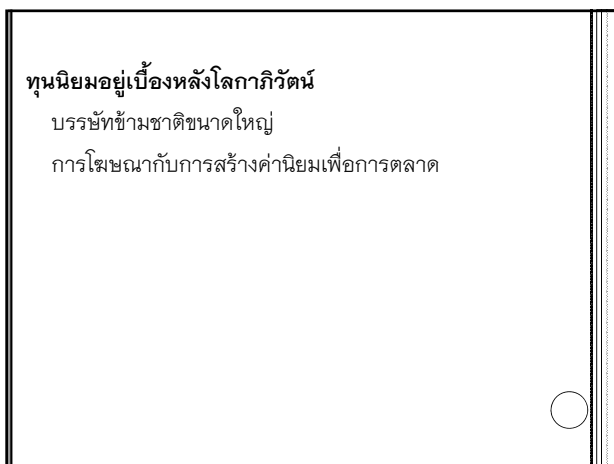 ทุนนิยมอยู่เบื้องหลังโลกาภิวัตน์
บรรษัทข้ามชาติขนาดใหญ่
การโฆษณากับการสร้างค่านิยมเพื่อการตลาด